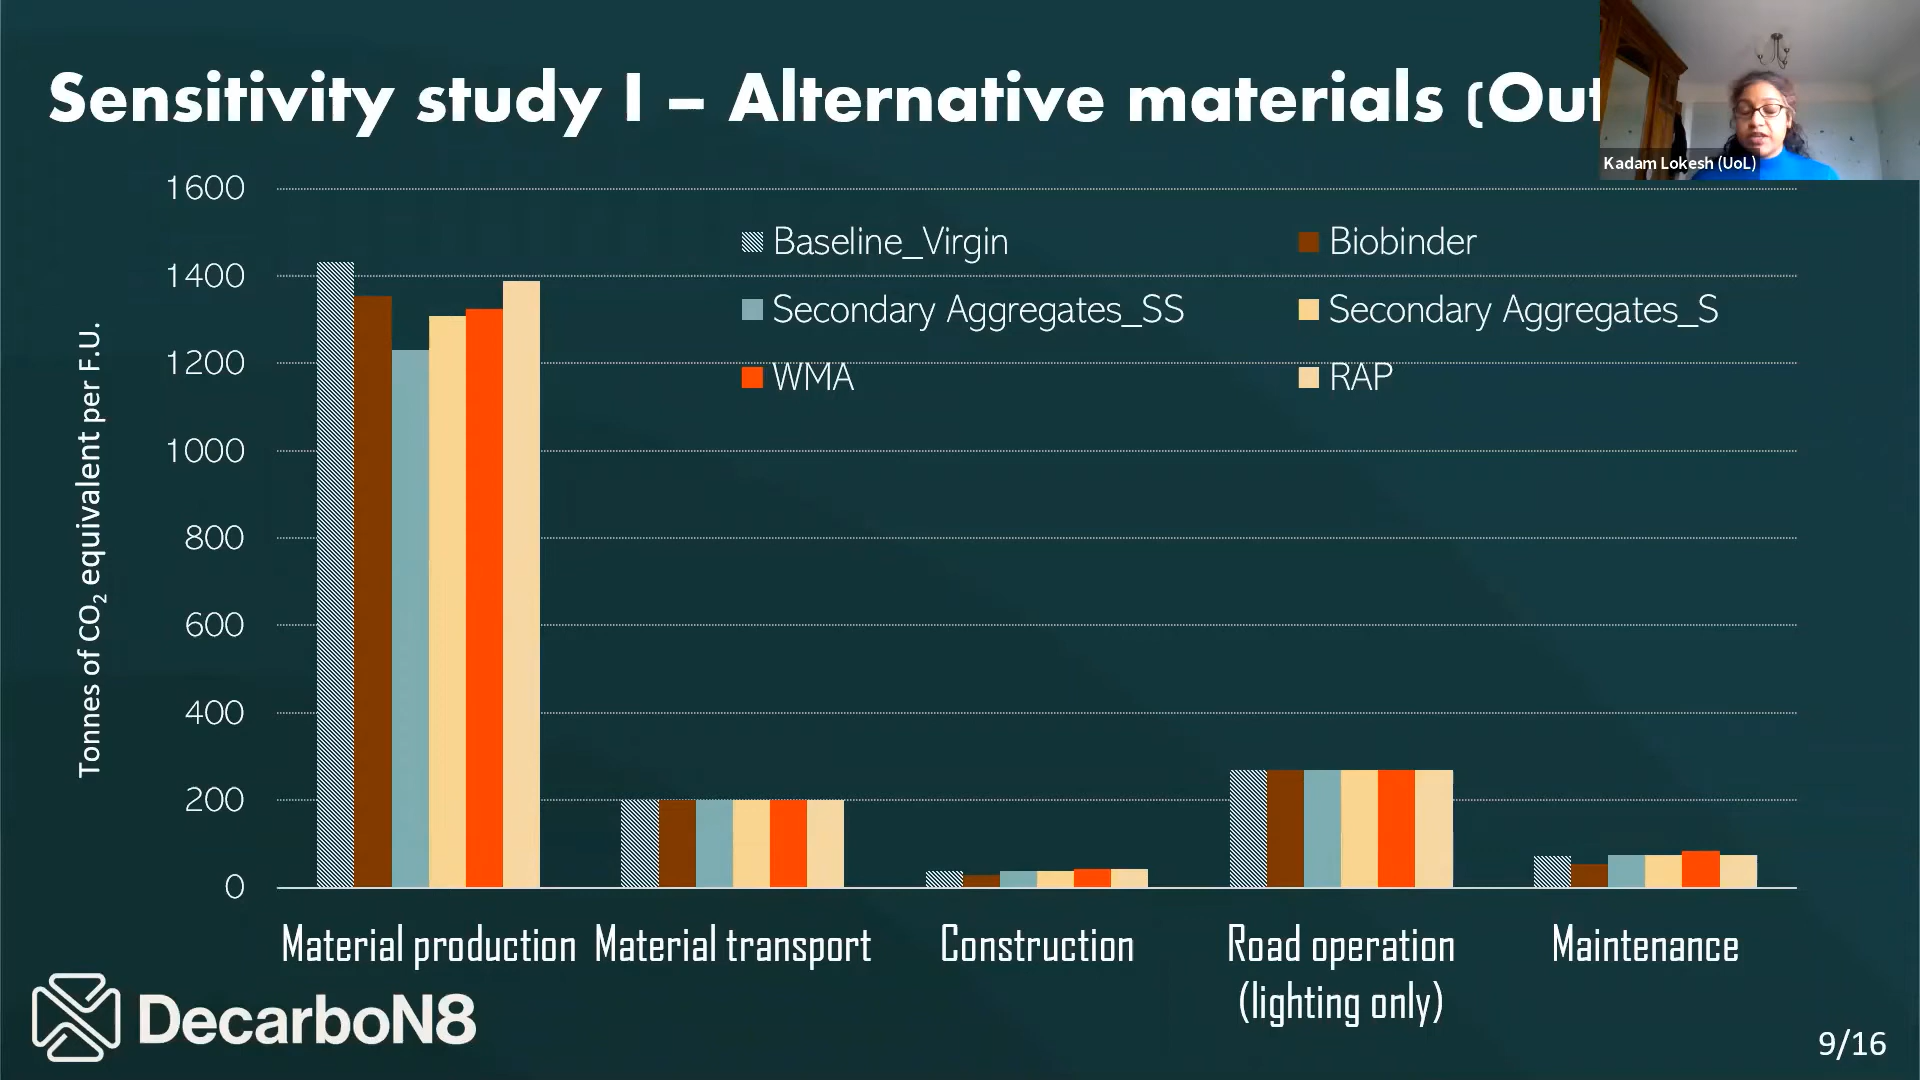 Sensitivity study I – Alternative materials (Out
Kadam Lokesh (UoL)
1600
1400
1200
1000
800
600
400
200
0
Tonnes of CO₂ equivalent per F.U.
Baseline_Virgin
Biobinder
Secondary Aggregates_SS
Secondary Aggregates_S
WMA
RAP
Material production
Material transport
Construction
Road operation
(lighting only)
Maintenance
DecarboN8
9/16